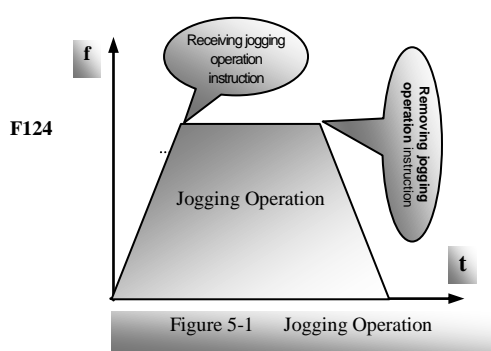 f
Receiving jogging
operation
instruction
Removing jogging
operation instruction
F124
...
Jogging Operation
t
Figure 5-1 Jogging Operation